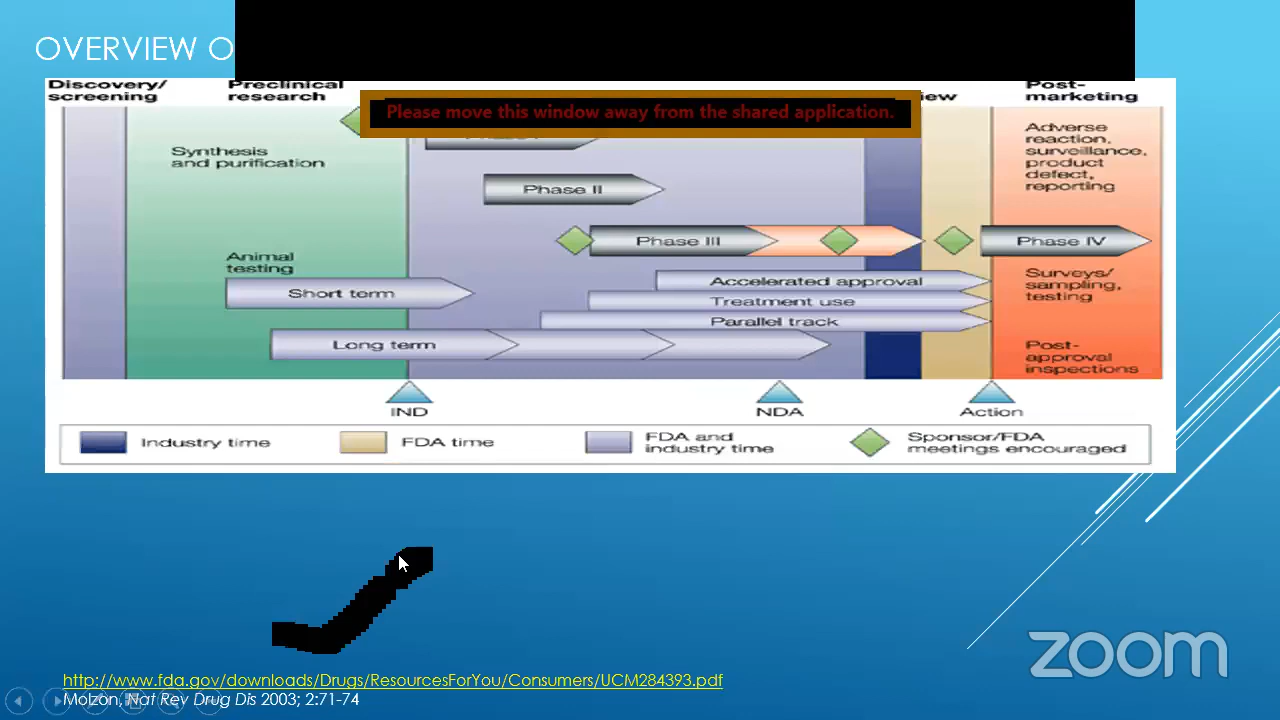 OVERVIEW O
Discovery/
screening
Preclinical
research
Post-
marketing
Please move this window away from the shared application.
Synthesis
and purification
Adverse
reaction,
surveillance,
product
defect,
reporting
Phase II
Phase III
Phase IV
Animal
testing
Short term
Accelerated approval
Treatment use
Parallel track
Surveys/
sampling,
testing
Long term
Post-
approval
inspections
IND
NDA
Action
Industry time
FDA time
FDA and
industry time
Sponsor/FDA
meetings encouraged
zoom
http://www.fda.gov/downloads/Drugs/ResourcesForYou/Consumers/UCM284393.pdf
Molzon, Nat Rev Drug Dis 2003; 2:71-74